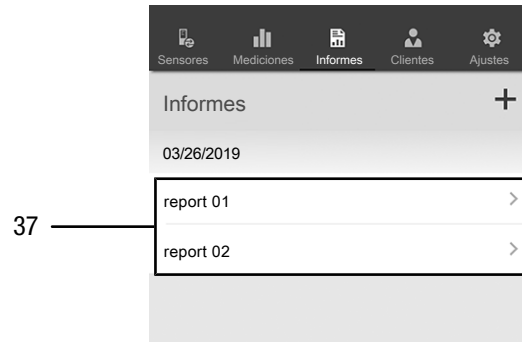 Sensores Mediciones Informes Clientes Ajustes
Informes
03/26/2019
report 01
37
report 02